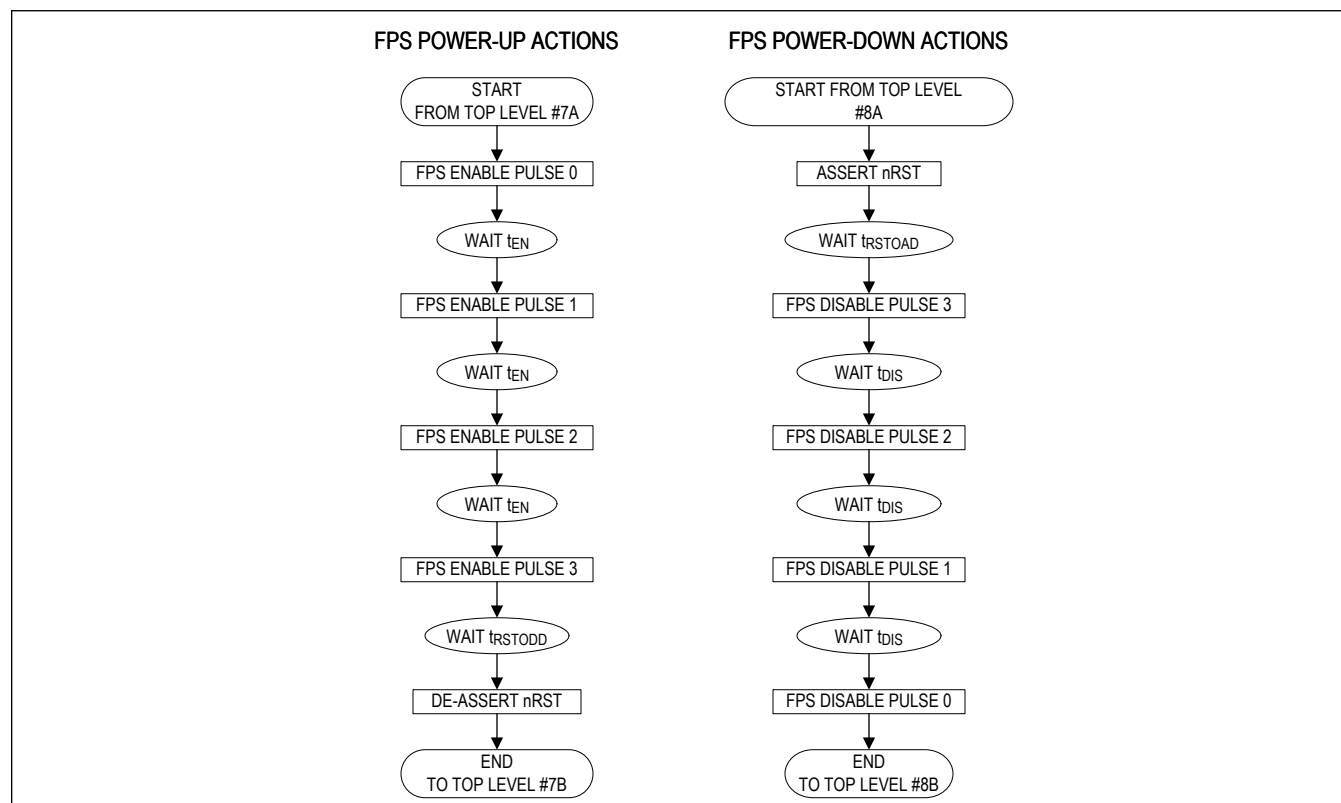 FPS POWER-UP ACTIONS
START
FROM TOP LEVEL #7A
FPS ENABLE PULSE 0
WAIT tEN
FPS ENABLE PULSE 1
WAIT tEN
FPS ENABLE PULSE 2
WAIT tEN
FPS ENABLE PULSE 3
WAIT tRSTODD
DE-ASSERT nRST
END
TO TOP LEVEL #7B
FPS POWER-DOWN ACTIONS
START FROM TOP LEVEL
#8A
ASSERT nRST
WAIT tRSTOAD
FPS DISABLE PULSE 3
WAIT tDIS
FPS DISABLE PULSE 2
WAIT tDIS
FPS DISABLE PULSE 1
WAIT tDIS
FPS DISABLE PULSE 0
END
TO TOP LEVEL #8B